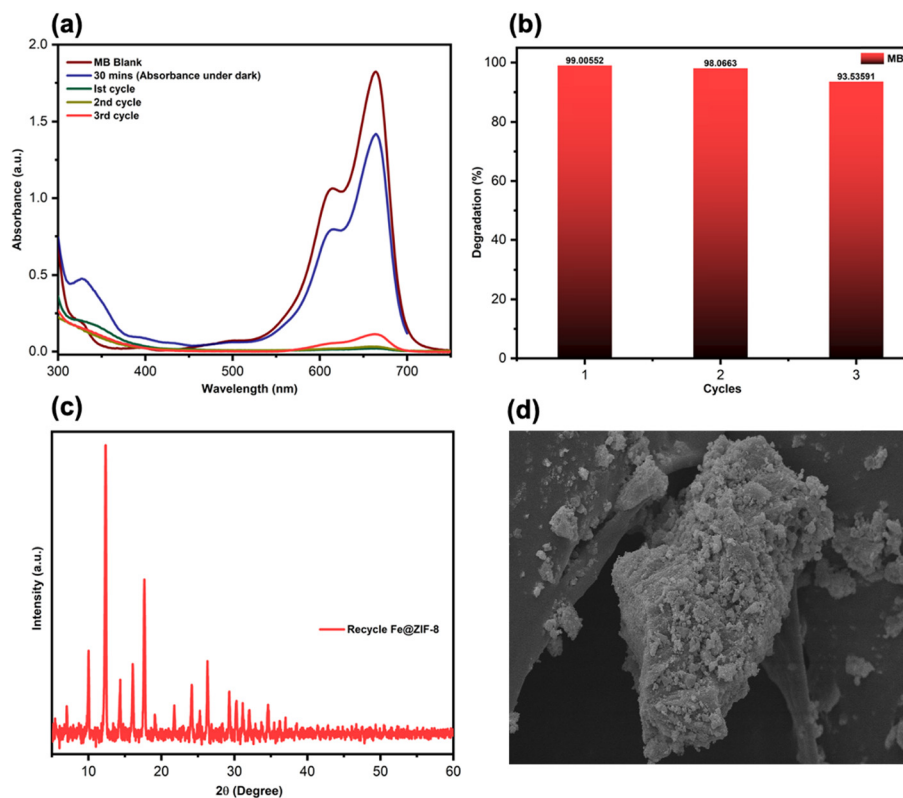 (a)
2.0
1.5
1.0
0.5
0.0
Absorbance (a.u.)
MB Blank
30 mins (Absorbance under dark)
Ist cycle
2nd cycle
3rd cycle
300 400 500 600 700
Wavelength (nm)
(b)
100
80
60
40
20
0
Degradation (%)
99.00552
98.0663
93.53591
MB
1 2 3
Cycles
(c)
Intensity (a.u.)
Recycle Fe@ZIF-8
10 20 30 40 50 60
2θ (Degree)
(d)